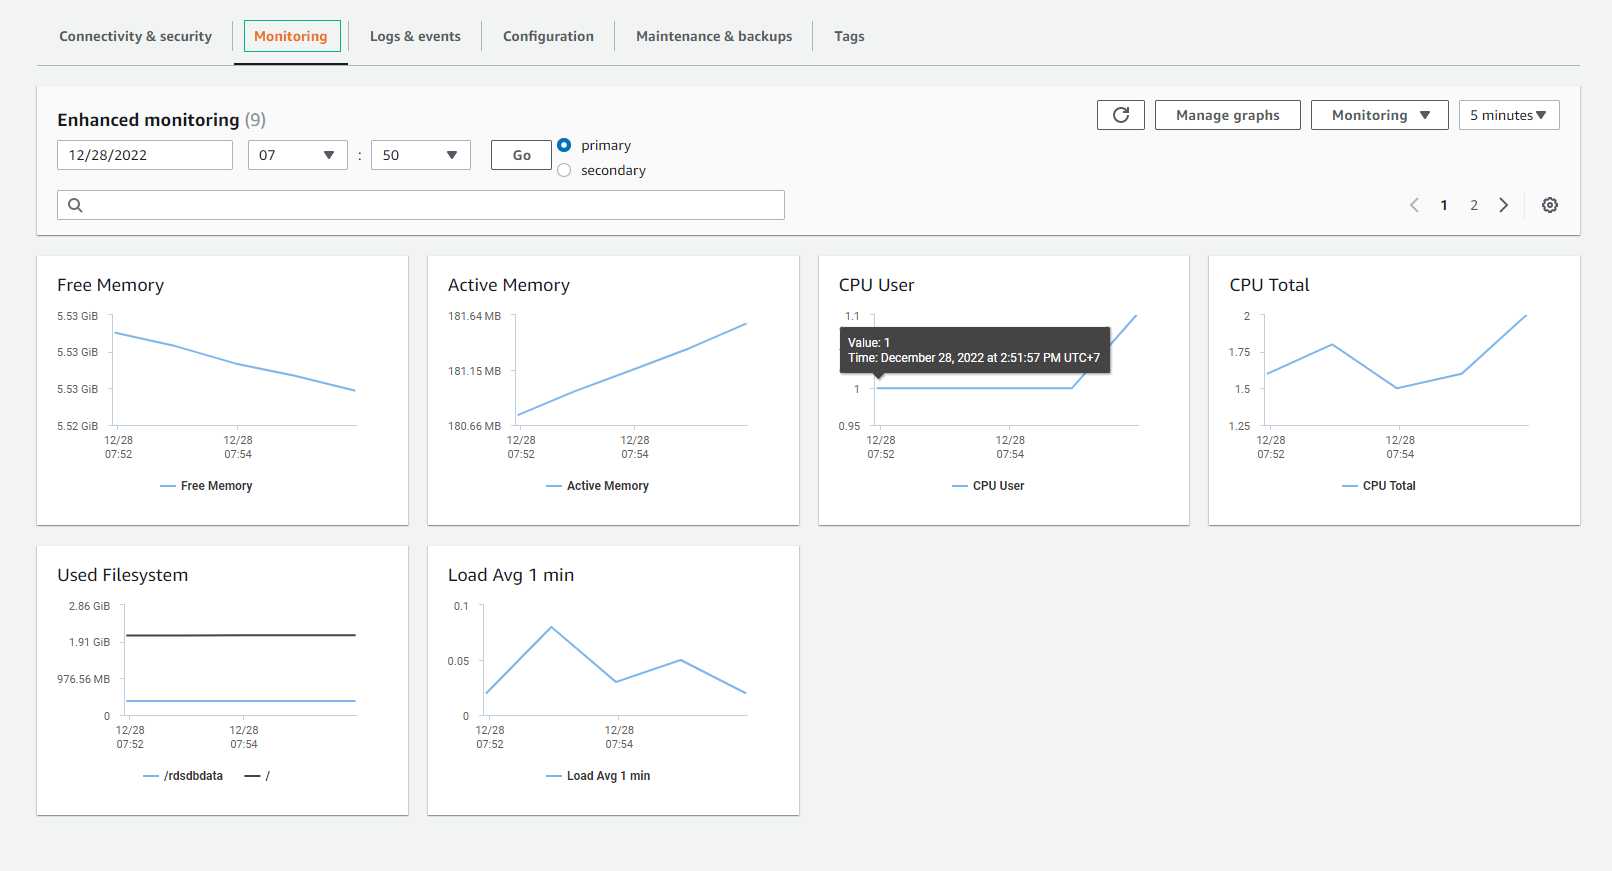 Connectivity & security
Monitoring
Logs & events
Configuration
Maintenance & backups
Tags
Enhanced monitoring (9)
Manage graphs
Monitoring
5 minutes
12/28/2022
07
:
50
Go
primary
secondary
1
2
Free Memory
5.53 GiB
5.53 GiB
5.53 GiB
5.52 GiB
12/28
07:52
12/28
07:54
Free Memory
Active Memory
181.64 MB
181.15 MB
180.66 MB
12/28
07:52
12/28
07:54
Active Memory
CPU User
1.1
Value: 1
Time: December 28, 2022 at 2:51:57 PM UTC+7
1
0.95
12/28
07:52
12/28
07:54
CPU User
CPU Total
2
1.75
1.5
1.25
12/28
07:52
12/28
07:54
CPU Total
Used Filesystem
2.86 GiB
1.91 GiB
976.56 MB
0
12/28
07:52
12/28
07:54
/rdsdbdata
/
Load Avg 1 min
0.1
0.05
0
12/28
07:52
12/28
07:54
Load Avg 1 min